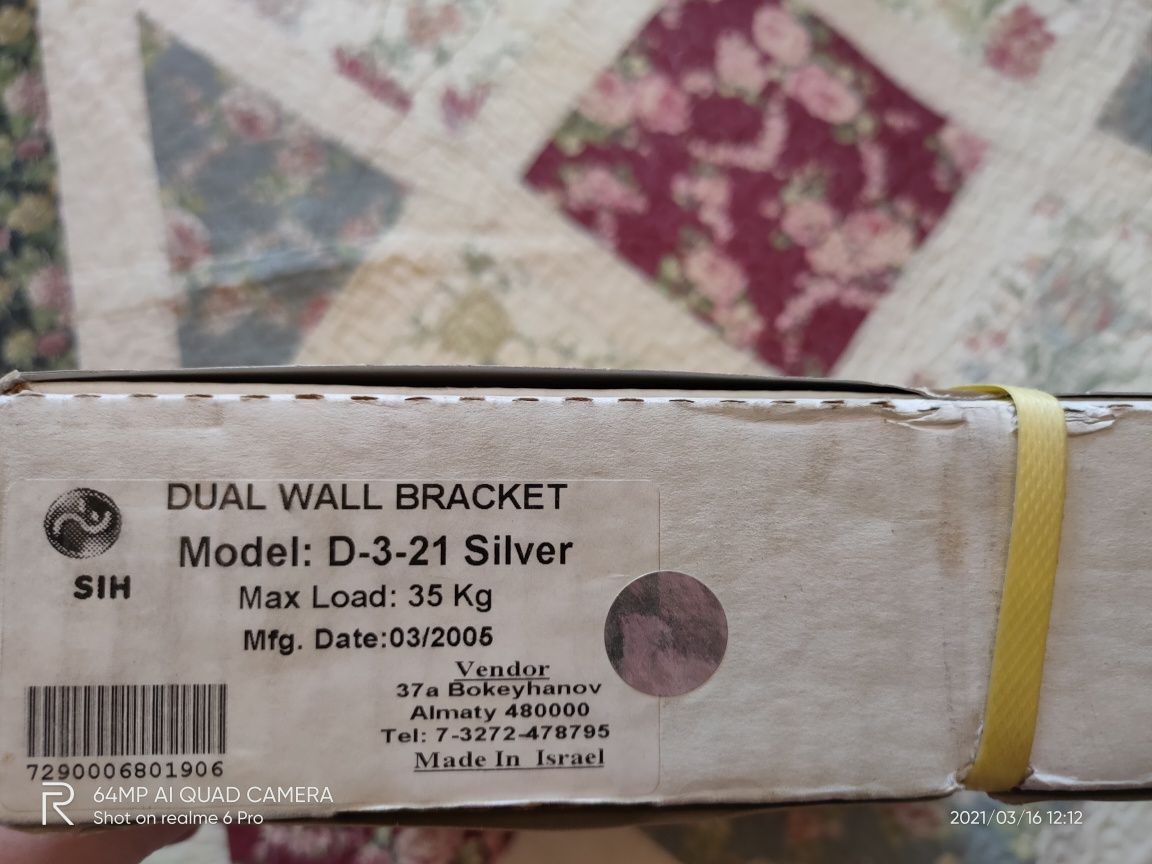 DUAL WALL BRACKET
Model: D-3-21 Silver
SIH
Max Load: 35 Kg
Mfg. Date:03/2005
Vendor
37a Bokeyhanov
Almaty 480000
Tel: 7-3272-478795
Made In Israel
7290006801906
64MP AI QUAD CAMERA
Shot on realme 6 Pro
2021/03/16 12:12